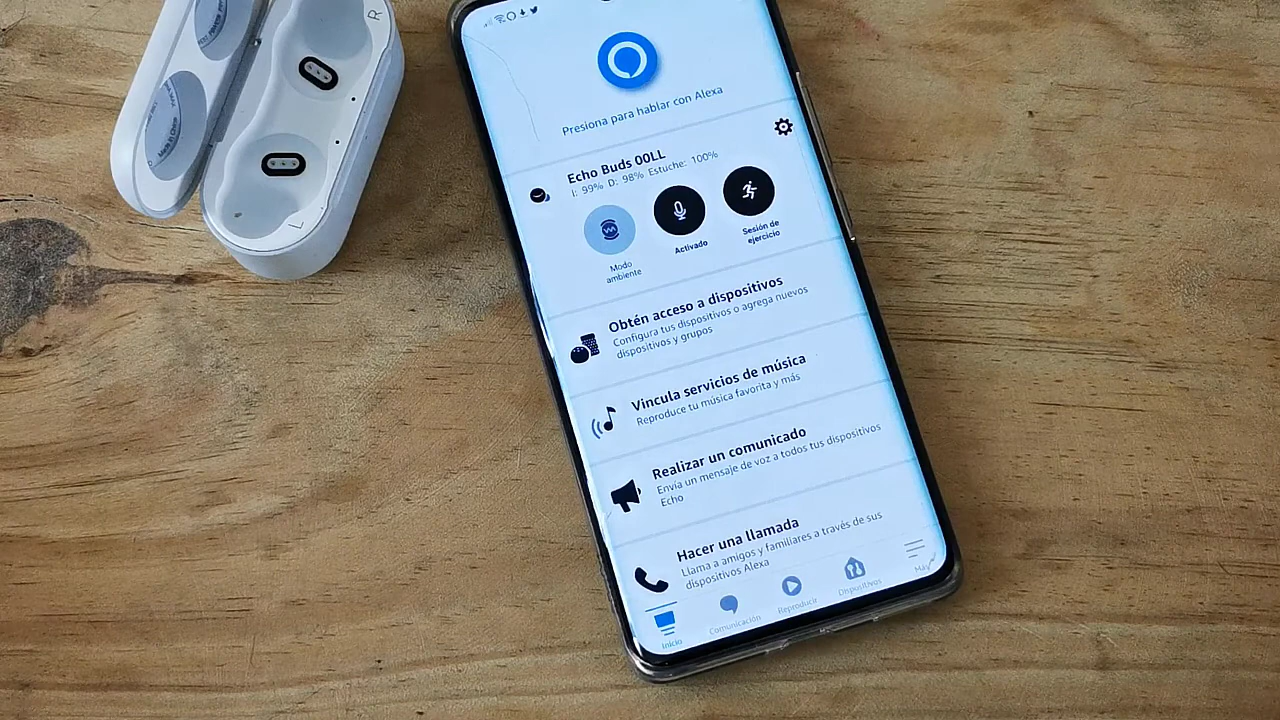 R
Made in China
L
Presiona para hablar con Alexa
Echo Buds 00LL
I: 99% D: 98% Estuche: 100%
Modo
ambiente
Activado
Sesión de
ejercicio
Obtén acceso a dispositivos
Configura tus dispositivos o agrega nuevos
dispositivos y grupos
Vincula servicios de música
Reproduce tu música favorita y más
Realizar un comunicado
Envía un mensaje de voz a todos tus dispositivos
Echo
Hacer una llamada
Llama a amigos y familiares a través de sus
dispositivos Alexa
Inicio
Comunicación
Reproducir
Dispositivos
Más